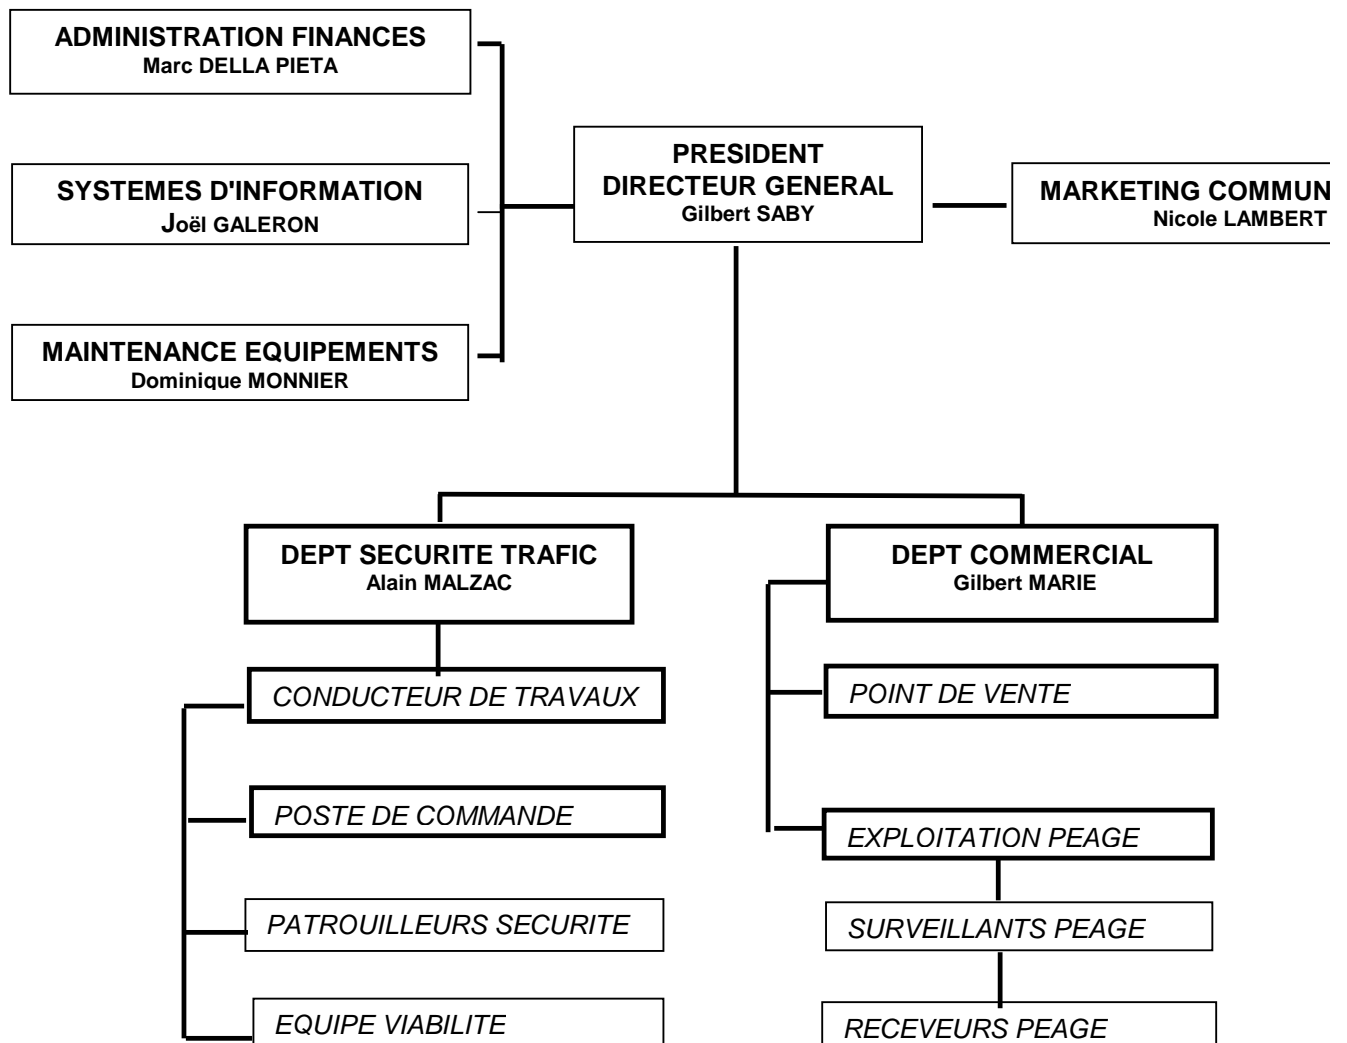 ADMINISTRATION FINANCES
Marc DELLA PIETA
PRESIDENT
DIRECTEUR GENERAL
Gilbert SABY
SYSTEMES D'INFORMATION
Joël GALERON
MARKETING COMMUN
Nicole LAMBERT
MAINTENANCE EQUIPEMENTS
Dominique MONNIER
DEPT SECURITE TRAFIC
Alain MALZAC
DEPT COMMERCIAL
Gilbert MARIE
CONDUCTEUR DE TRAVAUX
POINT DE VENTE
POSTE DE COMMANDE
EXPLOITATION PEAGE
PATROUILLEURS SECURITE
SURVEILLANTS PEAGE
EQUIPE VIABILITE
RECEVEURS PEAGE